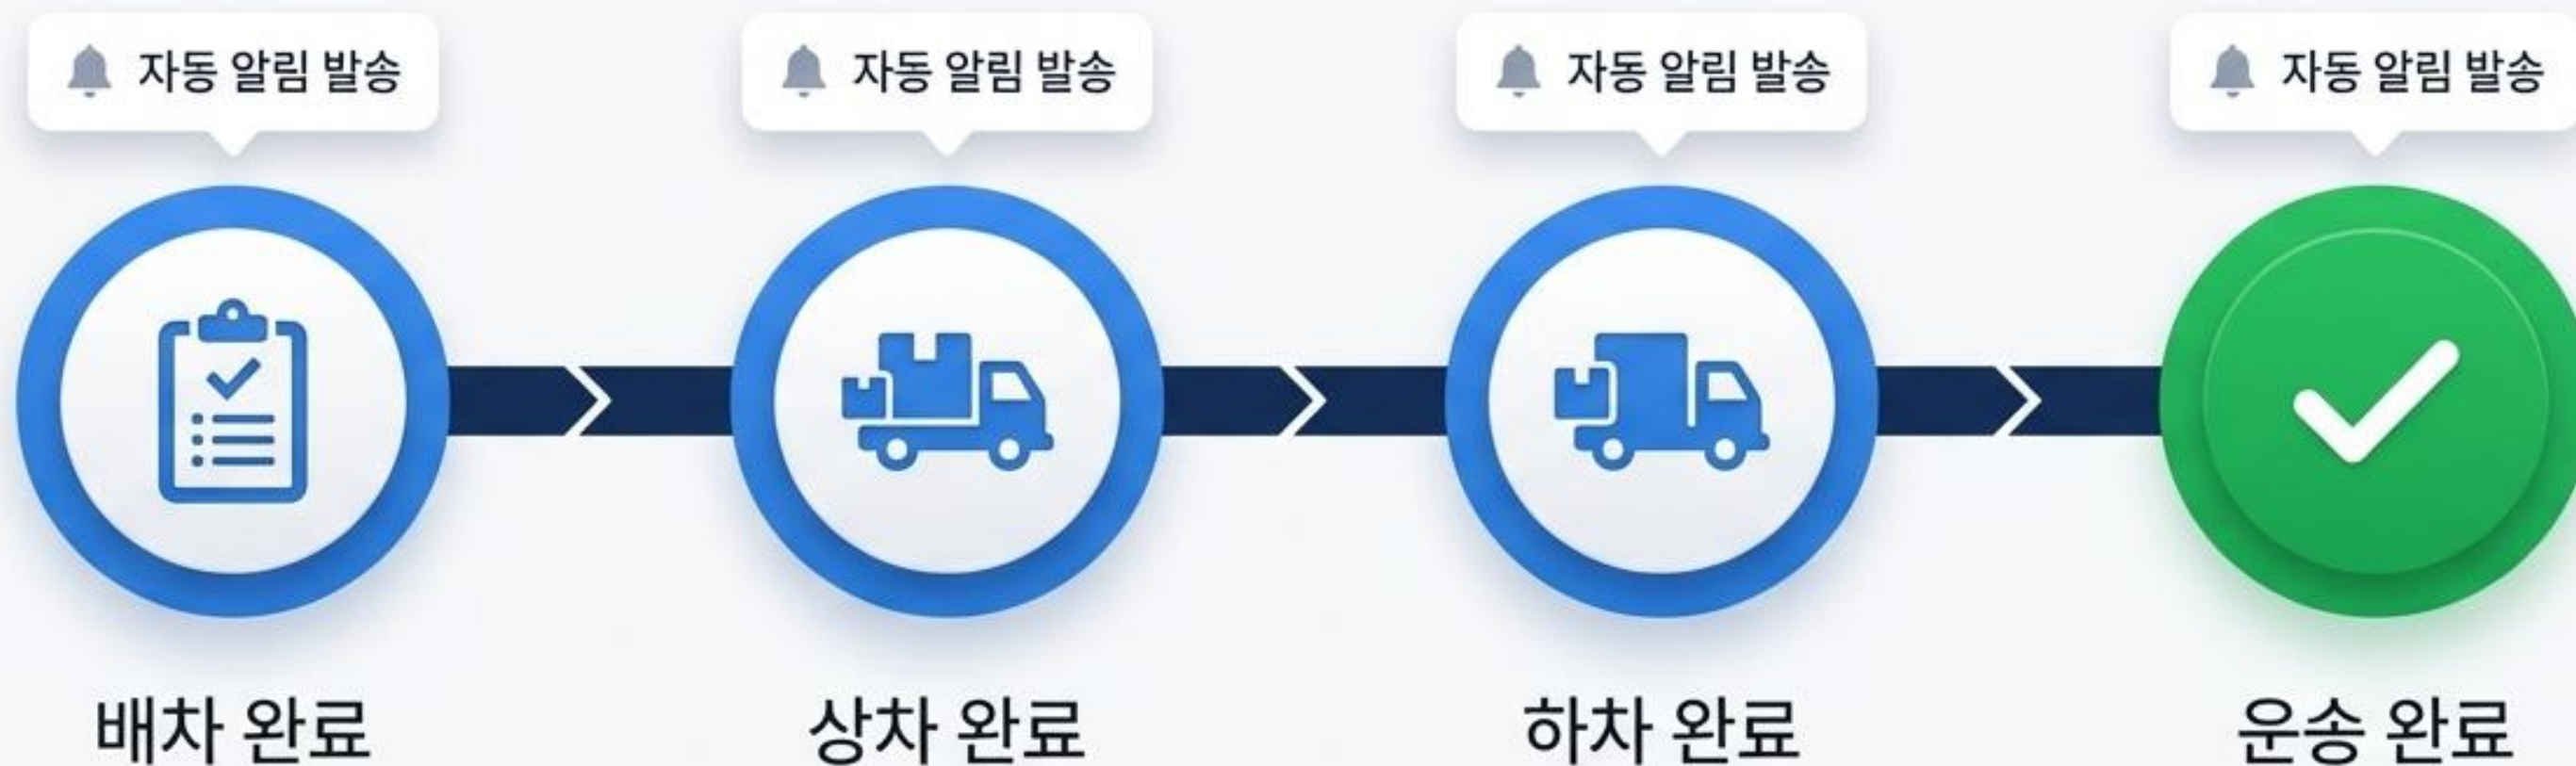 자동 알림 발송
자동 알림 발송
자동 알림 발송
자동 알림 발송
배차 완료
상차 완료
하차 완료
운송 완료